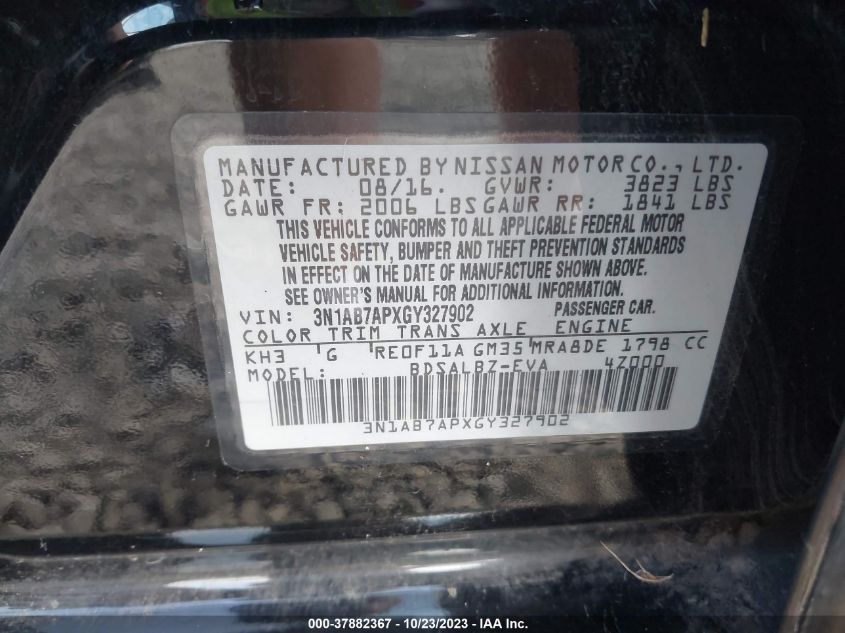 MANUFACTURED BY NISSAN MOTOR CO., LTD.
DATE: 08/16. GVWR: 3823 LBS
GAWR FR: 2006 LBS GAWR RR: 1841 LBS
THIS VEHICLE CONFORMS TO ALL APPLICABLE FEDERAL MOTOR
VEHICLE SAFETY, BUMPER AND THEFT PREVENTION STANDARDS
IN EFFECT ON THE DATE OF MANUFACTURE SHOWN ABOVE.
SEE OWNER'S MANUAL FOR ADDITIONAL INFORMATION.
VIN: 3N1AB7APXGY327902 PASSENGER CAR.
COLOR TRIM TRANS AXLE ENGINE
KH3 G RE0F11A GM35 MRA8DE 1798 CC
MODEL: BDSALBZ-EVA 4Z000
3N1AB7APXGY327902
000-37882367 - 10/23/2023 - IAAI.COM